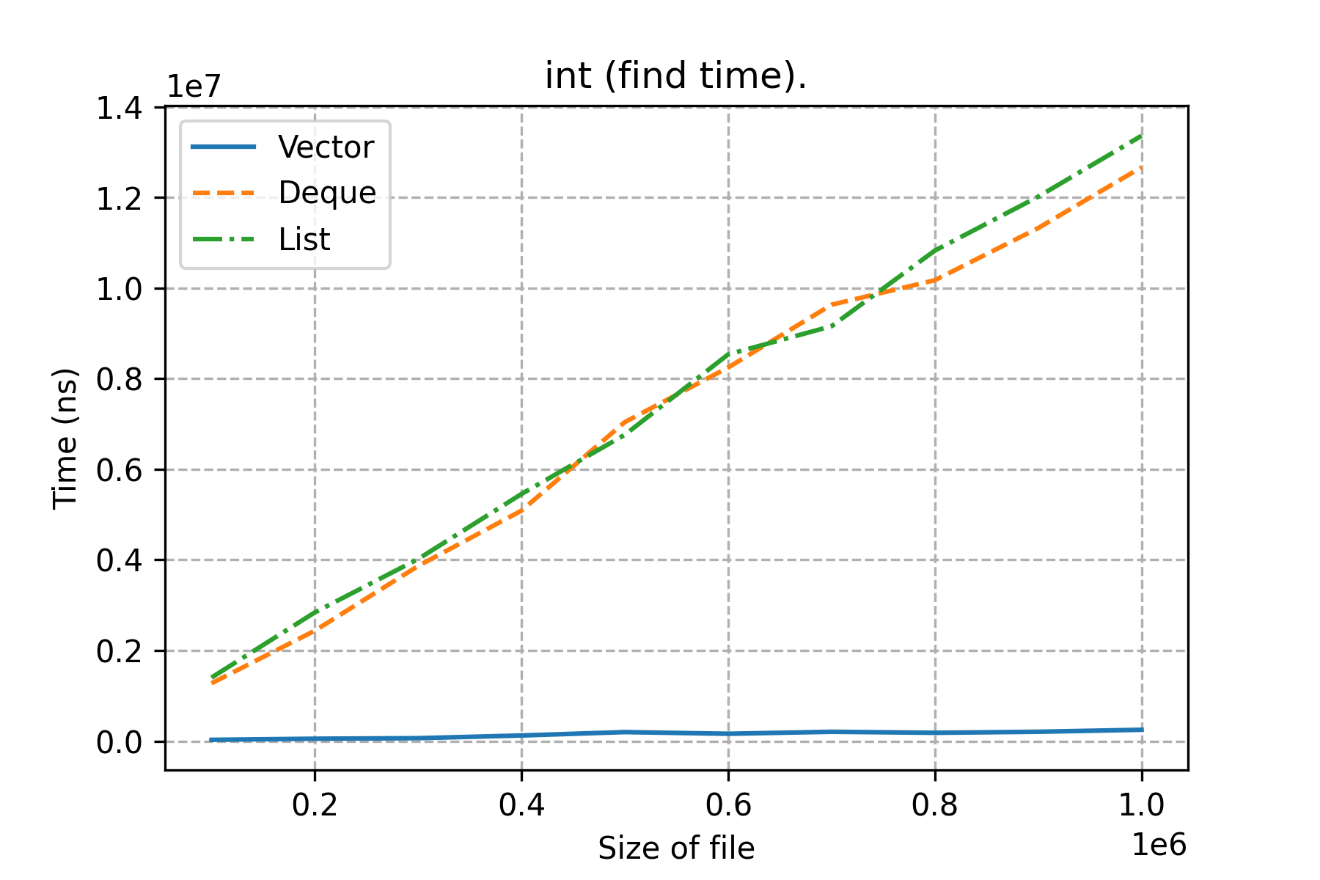 int (find time).
1e7
1.4
1.2
1.0
0.8
0.6
0.4
0.2
0.0
Time (ns)
Vector
Deque
List
0.2 0.4 0.6 0.8 1.0
Size of file
1e6